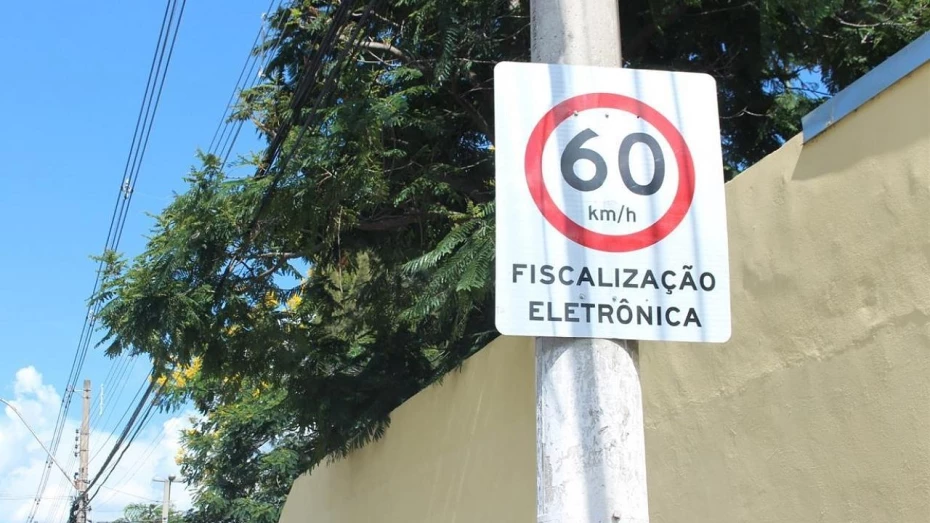 60
km/h
FISCALIZAÇÃO
ELETRÔNICA